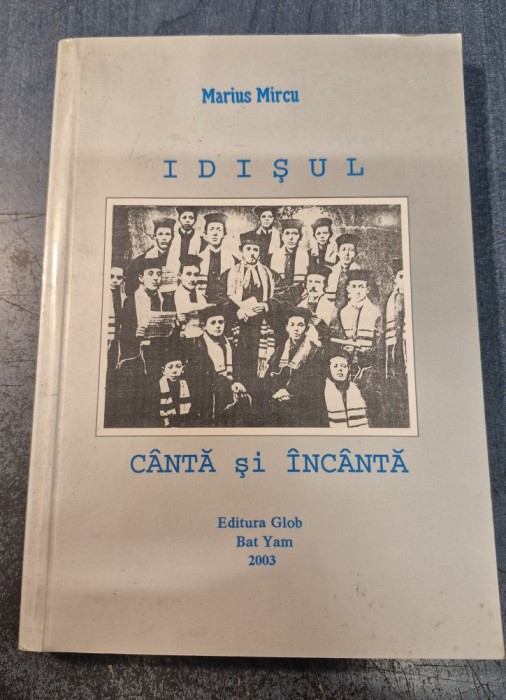 Marius Mircu
IDIŞUL
CÂNTĂ şi ÎNCÂNTĂ
Editura Glob
Bat Yam
2003